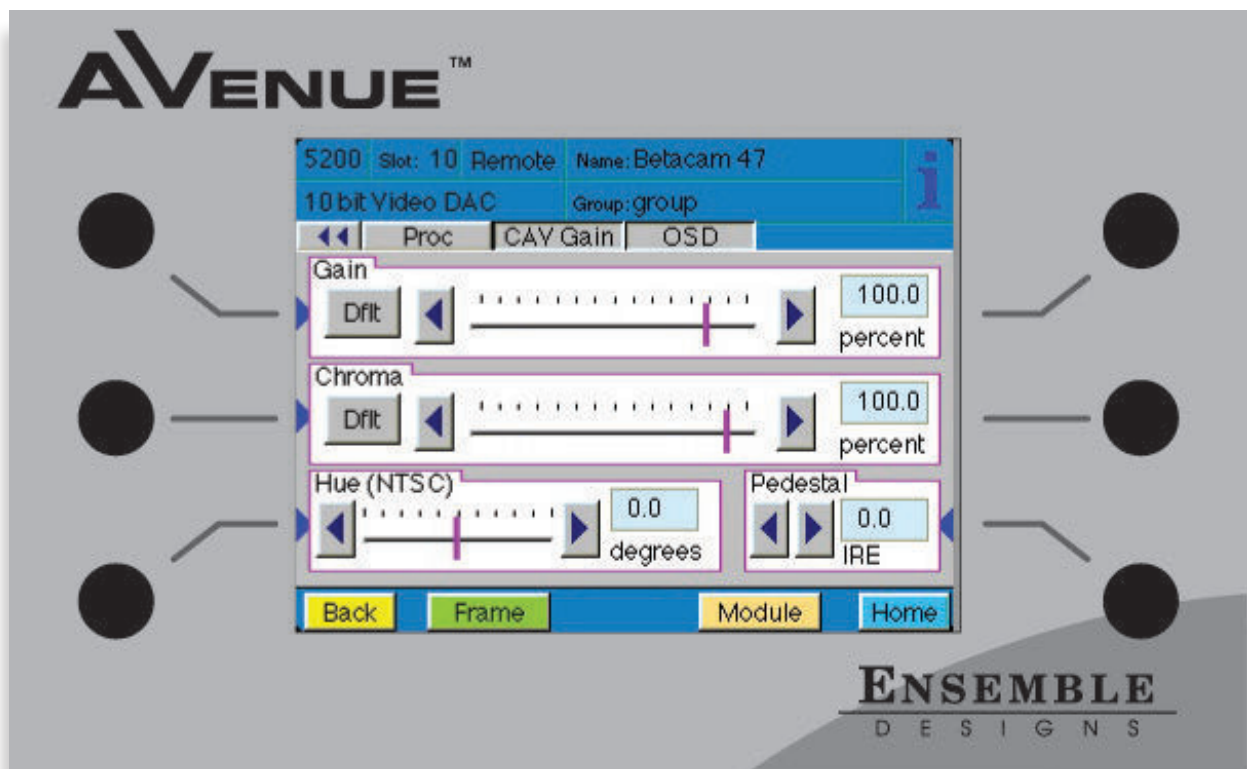 AVENUE™
5200 Slot: 10 Remote Name: Betacam 47 i
10 bit Video DAC Group: group
Proc CAV Gain OSD
Gain
Dflt 100.0
percent
Chroma
Dflt 100.0
percent
Hue (NTSC) Pedestal
0.0 0.0
degrees IRE
Back Frame Module Home
ENSEMBLE
DESIGNS